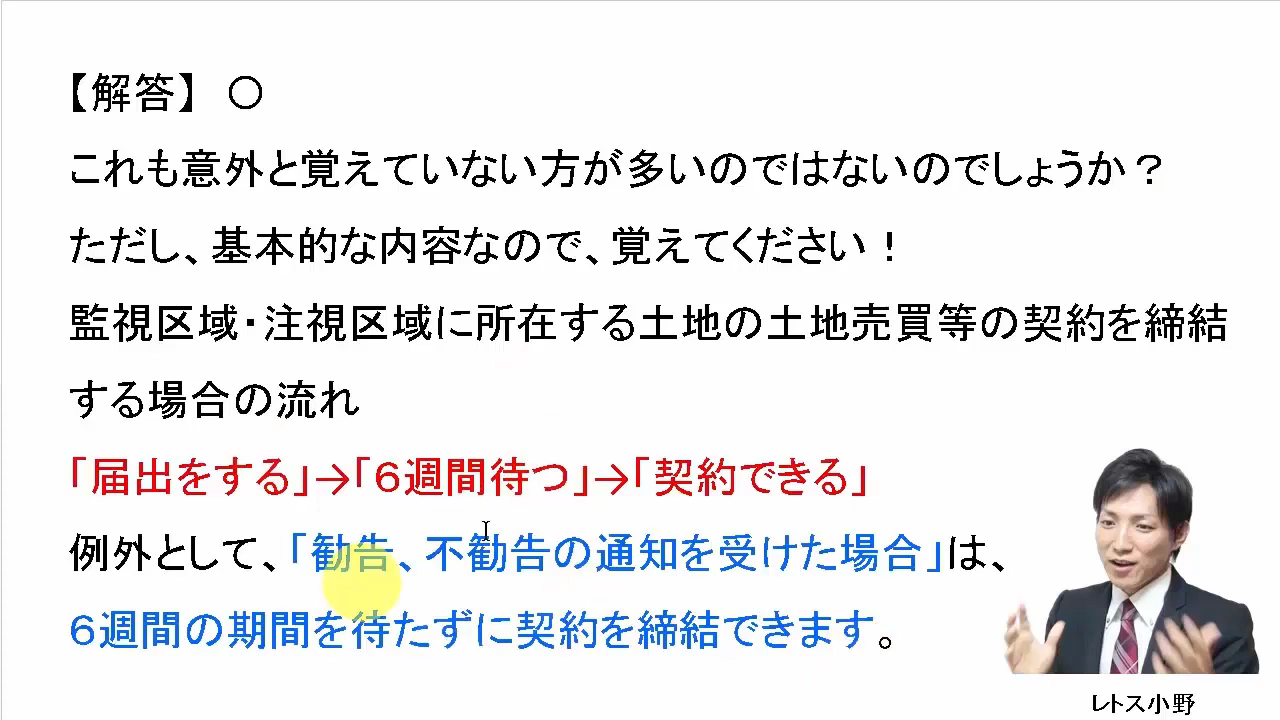 【解答】 ○
これも意外と覚えていない方が多いのではないのでしょうか？
ただし、基本的な内容なので、覚えてください！
監視区域・注視区域に所在する土地の土地売買等の契約を締結
する場合の流れ
「届出をする」→「６週間待つ」→「契約できる」
例外として、「勧告、不勧告の通知を受けた場合」は、
６週間の期間を待たずに契約を締結できます。
レトス小野